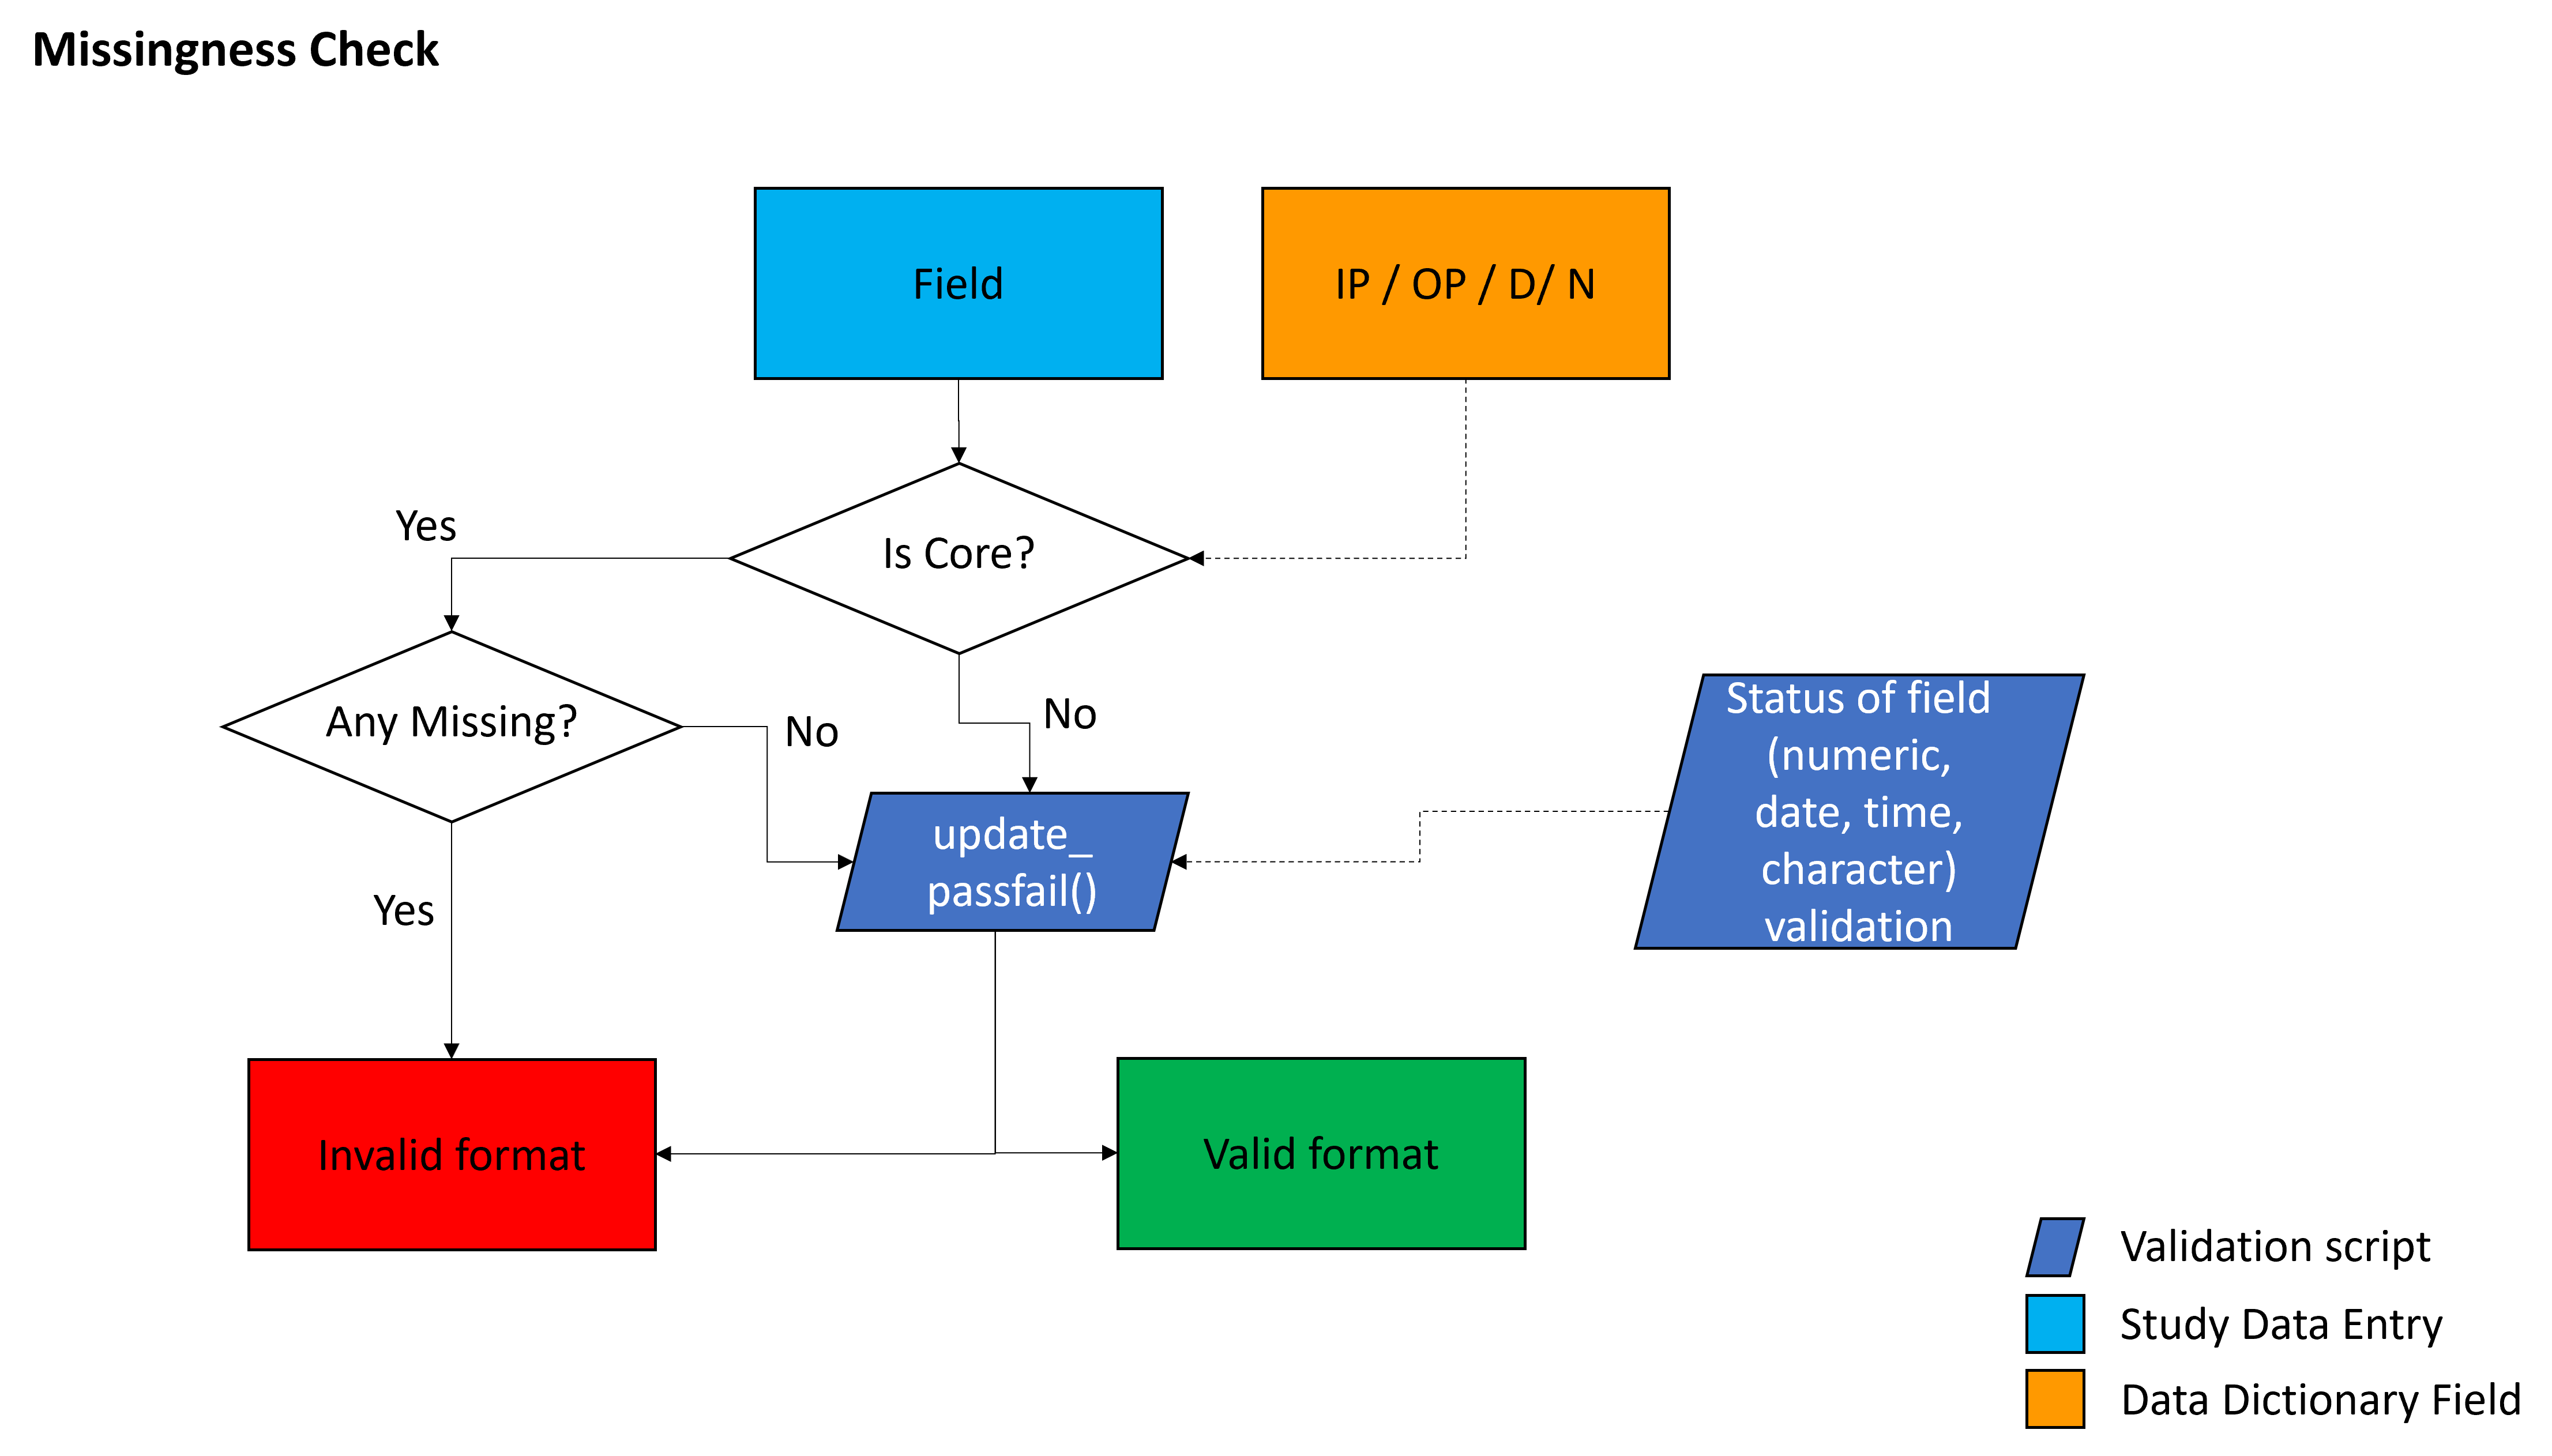 Missingness Check
Field
IP / OP / D/ N
Yes
Is Core?
Any Missing?
No
No
Status of field
(numeric,
date, time,
character)
validation
update_
passfail()
Yes
Invalid format
Valid format
Validation script
Study Data Entry
Data Dictionary Field